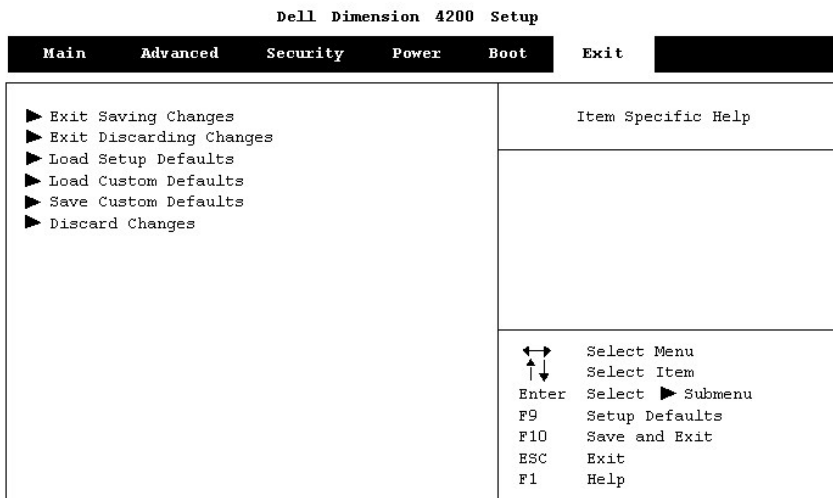 Dell Dimension 4200 Setup
Main Advanced Security Power Boot Exit
Exit Saving Changes
Exit Discarding Changes
Load Setup Defaults
Load Custom Defaults
Save Custom Defaults
Discard Changes
Item Specific Help
Select Menu
Select Item
Enter Select ▶ Submenu
F9 Setup Defaults
F10 Save and Exit
ESC Exit
F1 Help